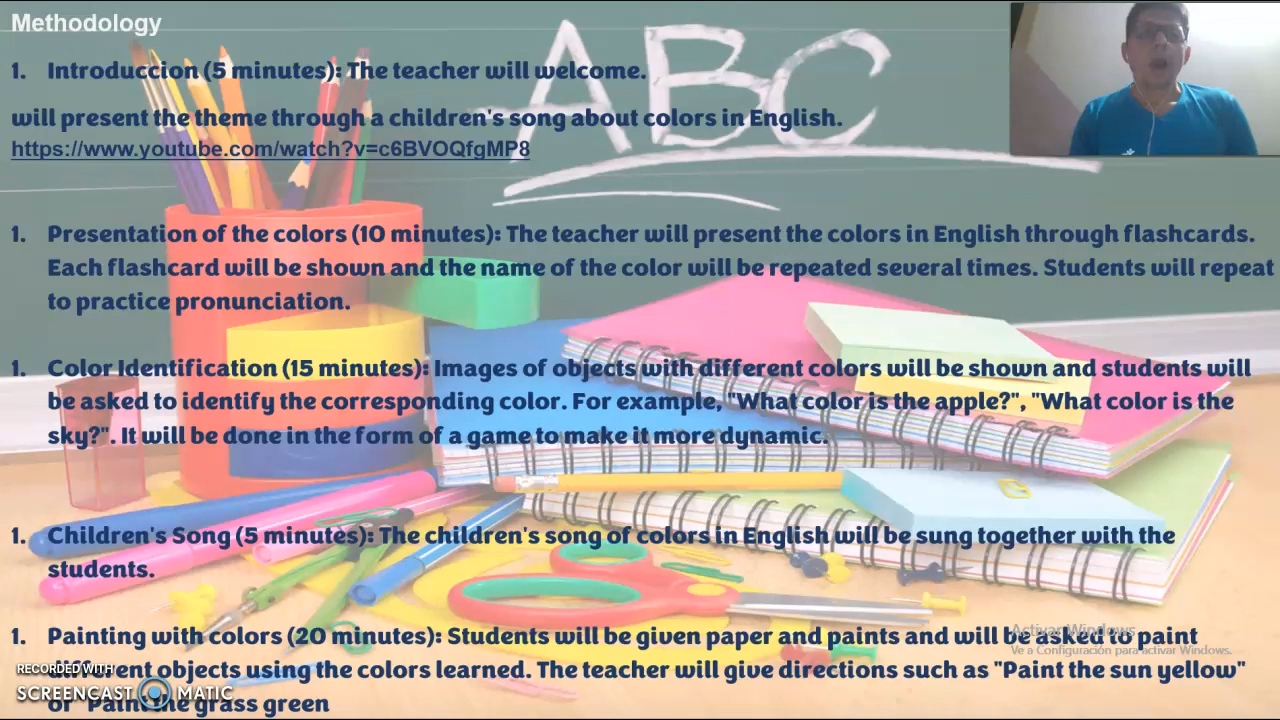 Methodology
1. Introduccion (5 minutes): The teacher will welcome.
will present the theme through a children's song about colors in English.
https://www.youtube.com/watch?v=c6BVOQfgMP8
1. Presentation of the colors (10 minutes): The teacher will present the colors in English through flashcards.
Each flashcard will be shown and the name of the color will be repeated several times. Students will repeat
to practice pronunciation.
1. Color Identification (15 minutes): Images of objects with different colors will be shown and students will
be asked to identify the corresponding color. For example, "What color is the apple?", "What color is the
sky?". It will be done in the form of a game to make it more dynamic.
1. Children's Song (5 minutes): The children's song of colors in English will be sung together with the
students.
1. Painting with colors (20 minutes): Students will be given paper and paints and will be asked to paint
objects using the colors learned. The teacher will give directions such as "Paint the sun yellow"
or "Paint the grass green
ABC
Activar Windows
Ve a Configuración para activar Windows.
RECORDED WITH
SCREENCAST MATIC